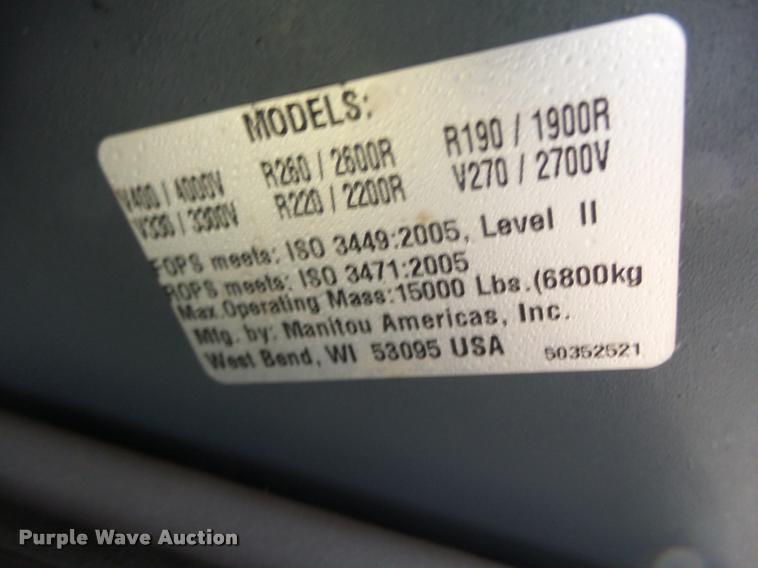 MODELS:
V400 / 4000V R260 / 2600R R190 / 1900R
V330 / 3300V R220 / 2200R V270 / 2700V
FOPS meets: ISO 3449:2005, Level II
ROPS meets: ISO 3471:2005
Max.Operating Mass:15000 Lbs.(6800kg
Mfg. by: Manitou Americas, Inc.
West Bend, WI 53095 USA 50352521
Purple Wave Auction